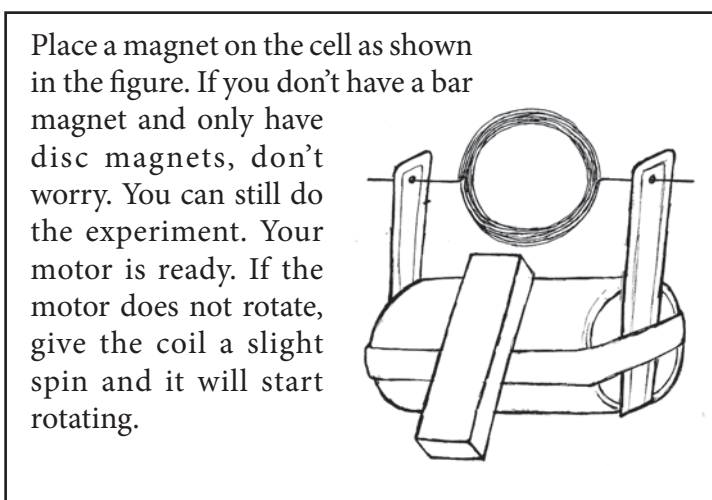 Place a magnet on the cell as shown
in the figure. If you don’t have a bar
magnet and only have
disc magnets, don’t
worry. You can still do
the experiment. Your
motor is ready. If the
motor does not rotate,
give the coil a slight
spin and it will start
rotating.